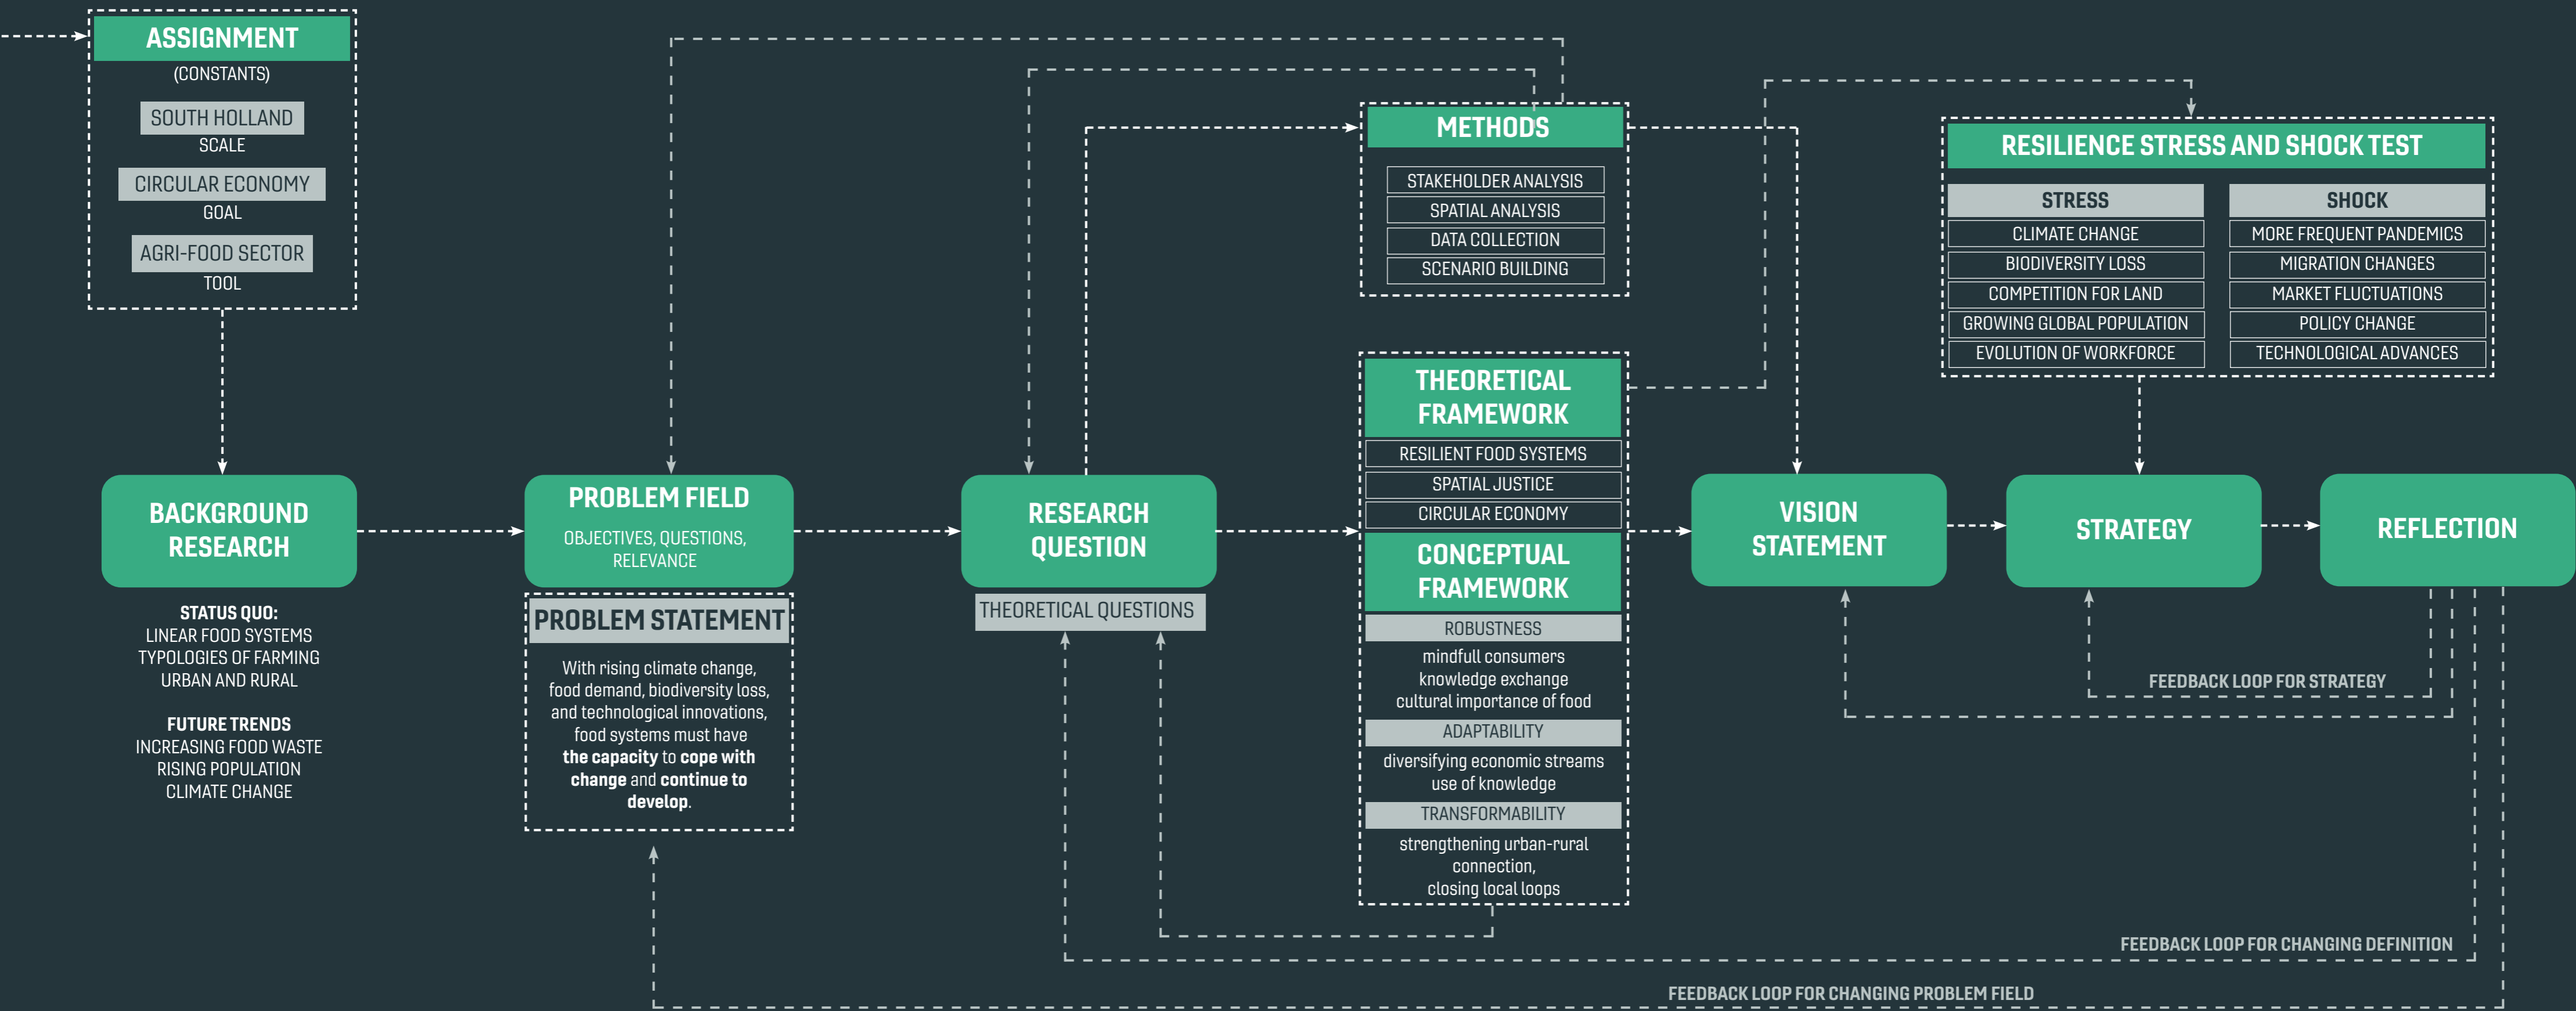 ASSIGNMENT
(CONSTANTS)
SOUTH HOLLAND
SCALE
CIRCULAR ECONOMY
GOAL
AGRI-FOOD SECTOR
TOOL
BACKGROUND
RESEARCH
STATUS QUO:
LINEAR FOOD SYSTEMS
TYPOLOGIES OF FARMING
URBAN AND RURAL
FUTURE TRENDS
INCREASING FOOD WASTE
RISING POPULATION
CLIMATE CHANGE
PROBLEM FIELD
OBJECTIVES, QUESTIONS,
RELEVANCE
PROBLEM STATEMENT
With rising climate change,
food demand, biodiversity loss,
and technological innovations,
food systems must have
the capacity to cope with
change and continue to
develop.
RESEARCH
QUESTION
THEORETICAL QUESTIONS
METHODS
STAKEHOLDER ANALYSIS
SPATIAL ANALYSIS
DATA COLLECTION
SCENARIO BUILDING
THEORETICAL
FRAMEWORK
RESILIENT FOOD SYSTEMS
SPATIAL JUSTICE
CIRCULAR ECONOMY
CONCEPTUAL
FRAMEWORK
ROBUSTNESS
mindfull consumers
knowledge exchange
cultural importance of food
ADAPTABILITY
diversifying economic streams
use of knowledge
TRANSFORMABILITY
strengthening urban-rural
connection,
closing local loops
VISION
STATEMENT
RESILIENCE STRESS AND SHOCK TEST
STRESS
CLIMATE CHANGE
BIODIVERSITY LOSS
COMPETITION FOR LAND
GROWING GLOBAL POPULATION
EVOLUTION OF WORKFORCE
SHOCK
MORE FREQUENT PANDEMICS
MIGRATION CHANGES
MARKET FLUCTUATIONS
POLICY CHANGE
TECHNOLOGICAL ADVANCES
STRATEGY
REFLECTION
FEEDBACK LOOP FOR STRATEGY
FEEDBACK LOOP FOR CHANGING DEFINITION
FEEDBACK LOOP FOR CHANGING PROBLEM FIELD